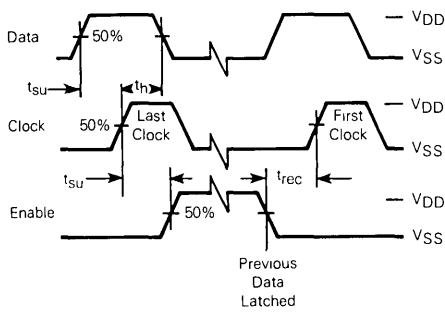 Data
50%
VDD
VSS
tsu
th
Clock
50%
Last
Clock
First
Clock
VDD
VSS
tsu
trec
Enable
50%
VDD
VSS
Previous
Data
Latched